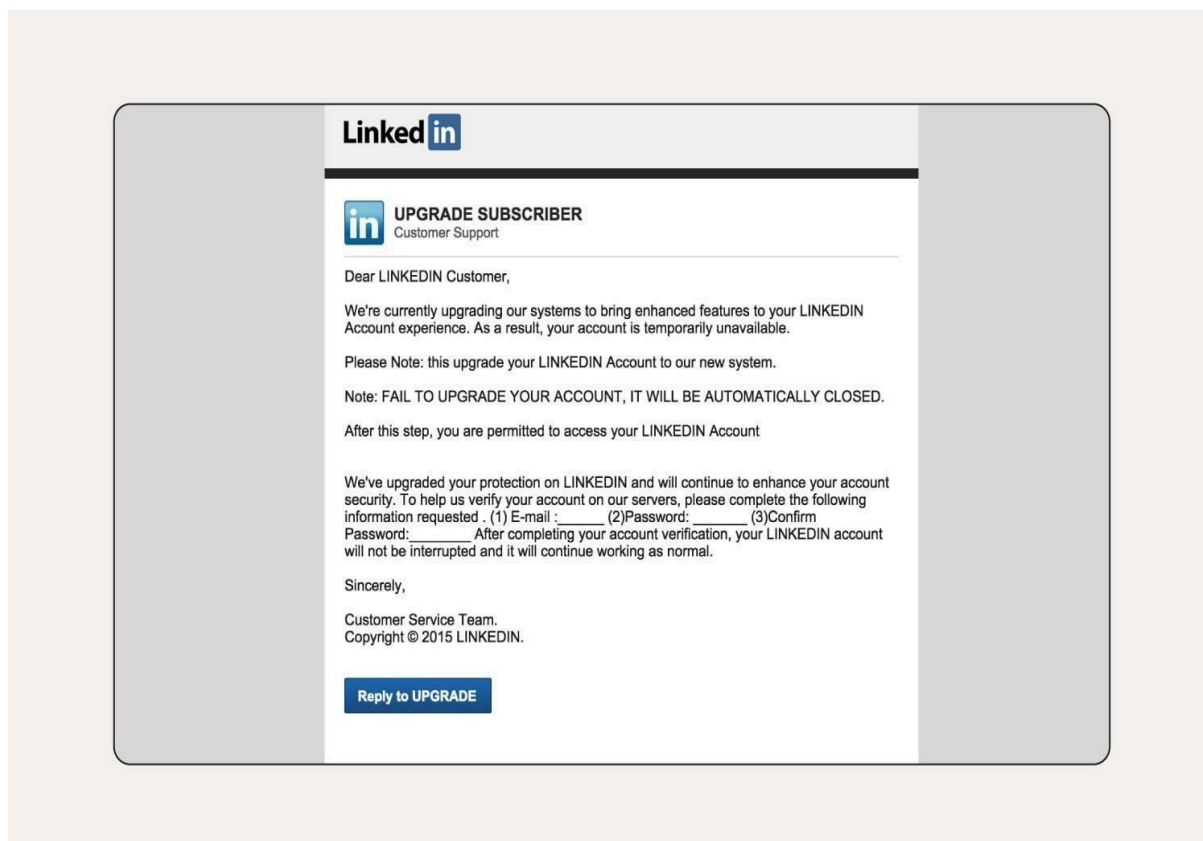 Linked in
in UPGRADE SUBSCRIBER
Customer Support
Dear LINKEDIN Customer,
We're currently upgrading our systems to bring enhanced features to your LINKEDIN
Account experience. As a result, your account is temporarily unavailable.
Please Note: this upgrade your LINKEDIN Account to our new system.
Note: FAIL TO UPGRADE YOUR ACCOUNT, IT WILL BE AUTOMATICALLY CLOSED.
After this step, you are permitted to access your LINKEDIN Account
We've upgraded your protection on LINKEDIN and will continue to enhance your account
security. To help us verify your account on our servers, please complete the following
information requested . (1) E-mail :______ (2)Password: _______ (3)Confirm
Password:________ After completing your account verification, your LINKEDIN account
will not be interrupted and it will continue working as normal.
Sincerely,
Customer Service Team.
Copyright © 2015 LINKEDIN.
Reply to UPGRADE